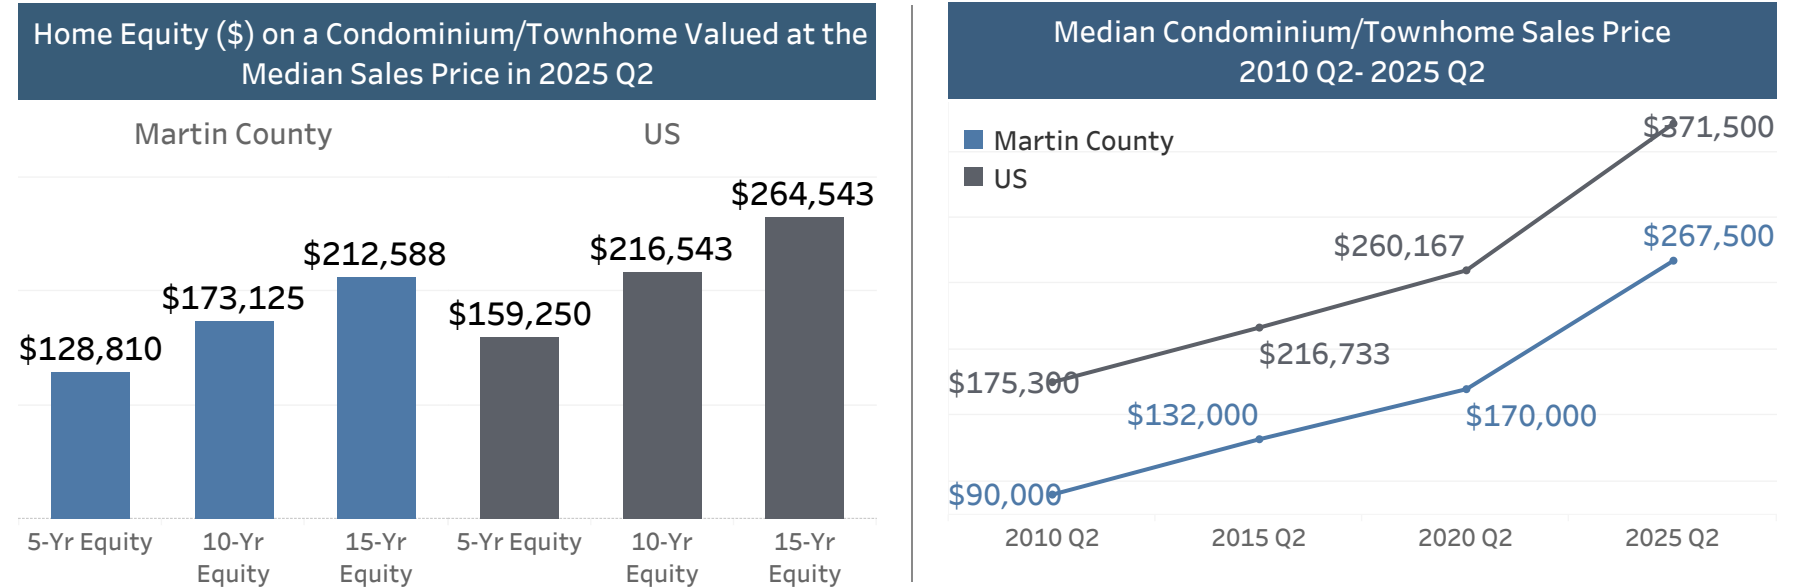 Home Equity ($) on a Condominium/Townhome Valued at the
Median Sales Price in 2025 Q2
Martin County
US
$128,810
$173,125
$212,588
$159,250
$216,543
$264,543
5-Yr Equity
10-Yr
Equity
15-Yr
Equity
5-Yr Equity
10-Yr
Equity
15-Yr
Equity
Median Condominium/Townhome Sales Price
2010 Q2- 2025 Q2
Martin County
US
$371,500
$267,500
$260,167
$216,733
$175,300
$132,000
$170,000
$90,000
2010 Q2
2015 Q2
2020 Q2
2025 Q2